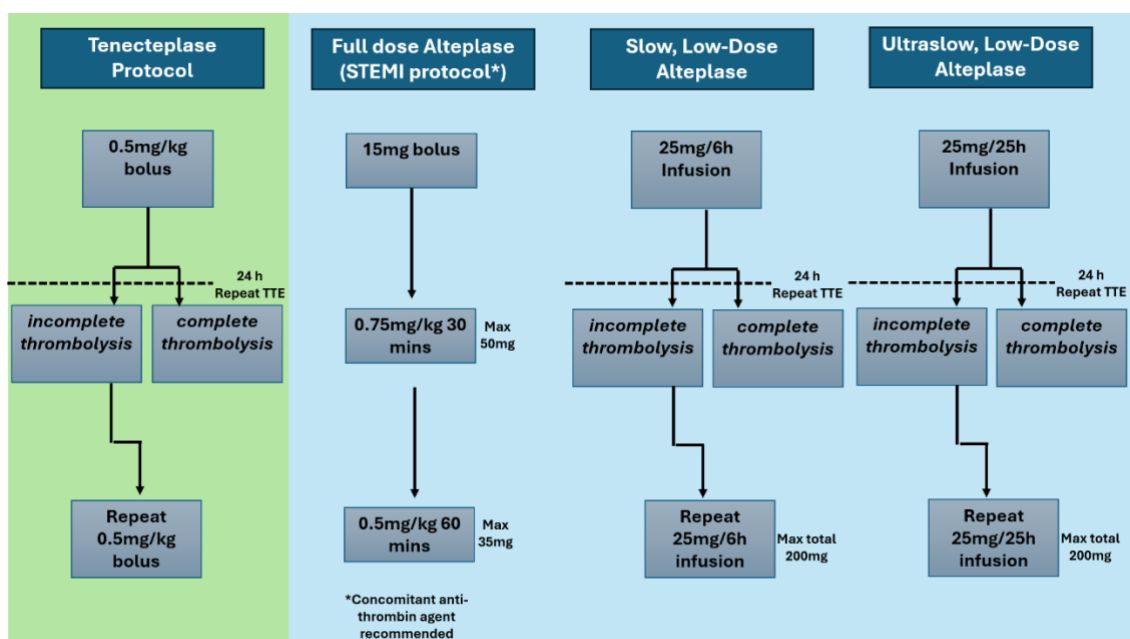 Tenecteplase
Protocol
0.5mg/kg
bolus
24 h
Repeat TTE
incomplete
thrombolysis
complete
thrombolysis
Repeat
0.5mg/kg
bolus
Full dose Alteplase
(STEMI protocol*)
15mg bolus
0.75mg/kg 30
mins
Max
50mg
0.5mg/kg 60
mins
Max
35mg
*Concomitant anti-
thrombin agent
recommended
Slow, Low-Dose
Alteplase
25mg/6h
Infusion
24 h
Repeat TTE
incomplete
thrombolysis
complete
thrombolysis
Repeat
25mg/6h
infusion
Max total
200mg
Ultraslow, Low-Dose
Alteplase
25mg/25h
Infusion
24 h
Repeat TTE
incomplete
thrombolysis
complete
thrombolysis
Repeat
25mg/25h
infusion
Max total
200mg